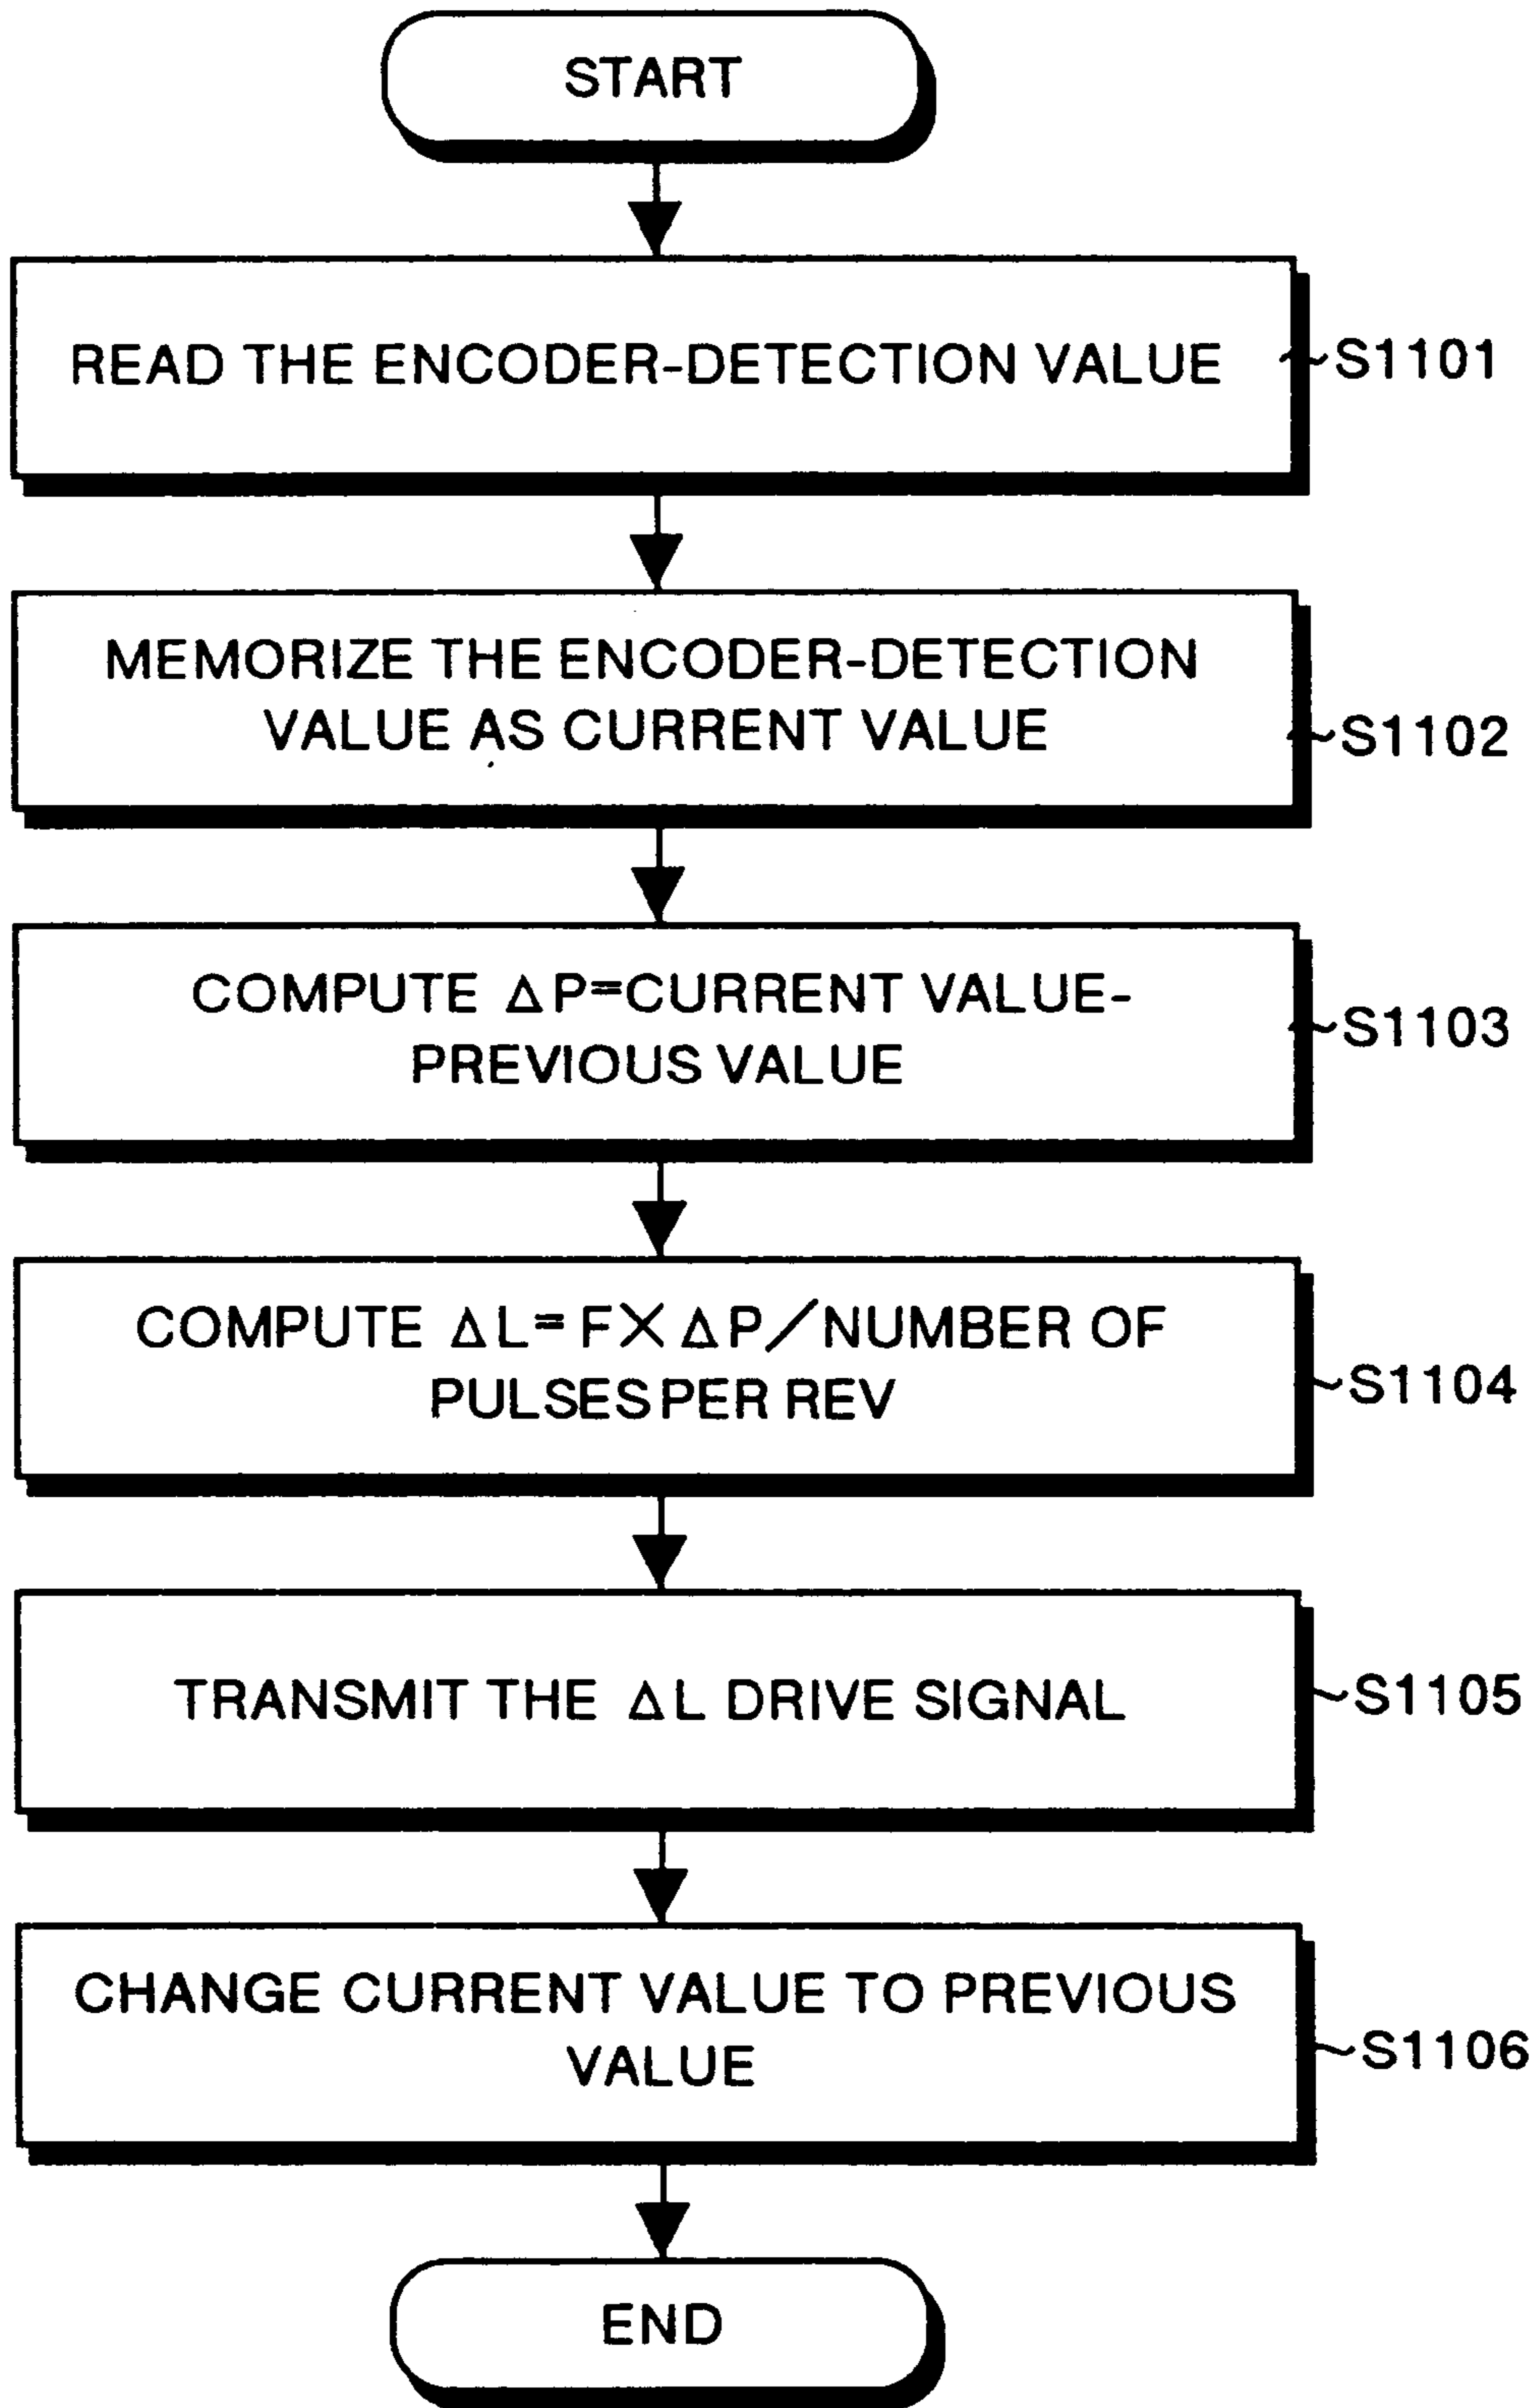 START
READ THE ENCODER-DETECTION VALUE
S1101
MEMORIZE THE ENCODER-DETECTION
VALUE AS CURRENT VALUE
S1102
COMPUTE ΔP=CURRENT VALUE-
PREVIOUS VALUE
S1103
COMPUTE ΔL=F×ΔP/NUMBER OF
PULSES PER REV
S1104
TRANSMIT THE ΔL DRIVE SIGNAL
S1105
CHANGE CURRENT VALUE TO PREVIOUS
VALUE
S1106
END